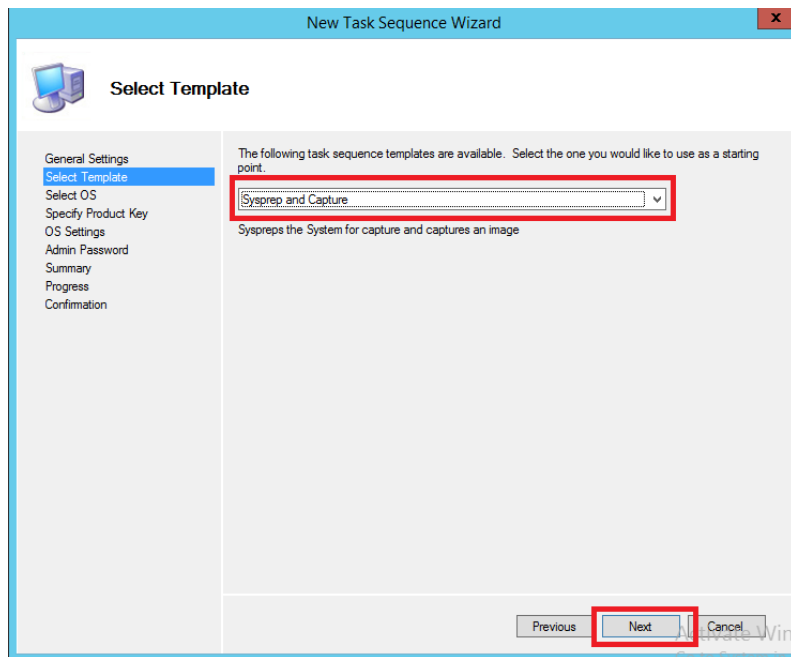 New Task Sequence Wizard
x
Select Template
General Settings
Select Template
Select OS
Specify Product Key
OS Settings
Admin Password
Summary
Progress
Confirmation
The following task sequence templates are available. Select the one you would like to use as a starting
point.
Sysprep and Capture
Syspreps the System for capture and captures an image
Previous
Next
Cancel
Activate Win